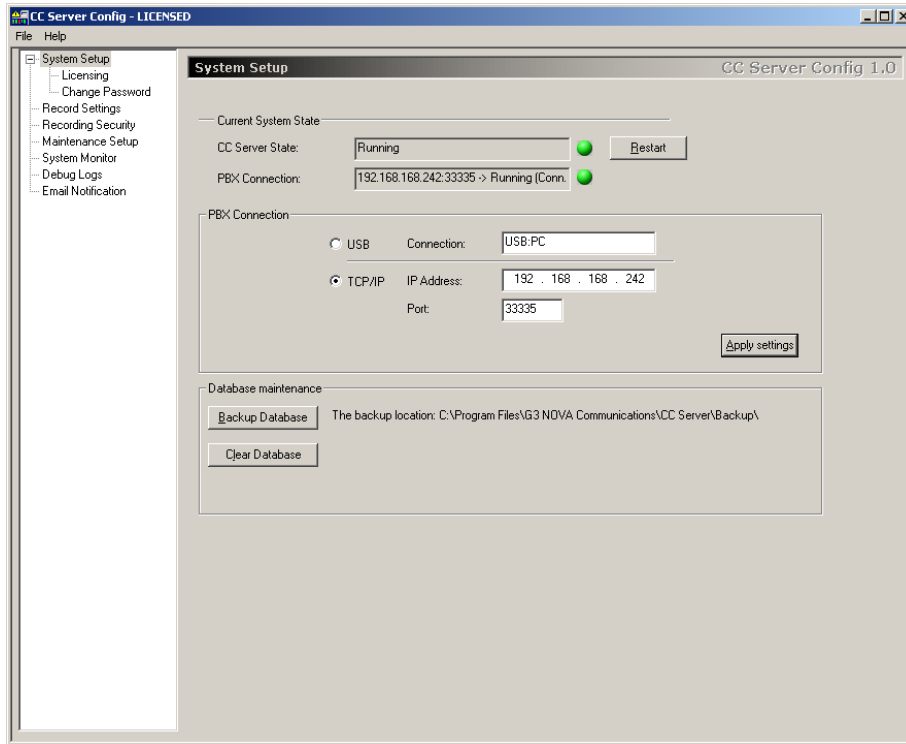 CC Server Config - LICENSED
File Help
System Setup
Licensing
Change Password
Record Settings
Recording Security
Maintenance Setup
System Monitor
Debug Logs
Email Notification
System Setup CC Server Config 1.0
Current System State
CC Server State: Running Restart
PBX Connection: 192.168.168.242:33335 -> Running (Conn.
PBX Connection
USB Connection: USB:PC
TCP/IP IP Address: 192 . 168 . 168 . 242
Port: 33335
Apply settings
Database maintenance
Backup Database The backup location: C:\Program Files\G3 NOVA Communications\CC Server\Backup\
Clear Database